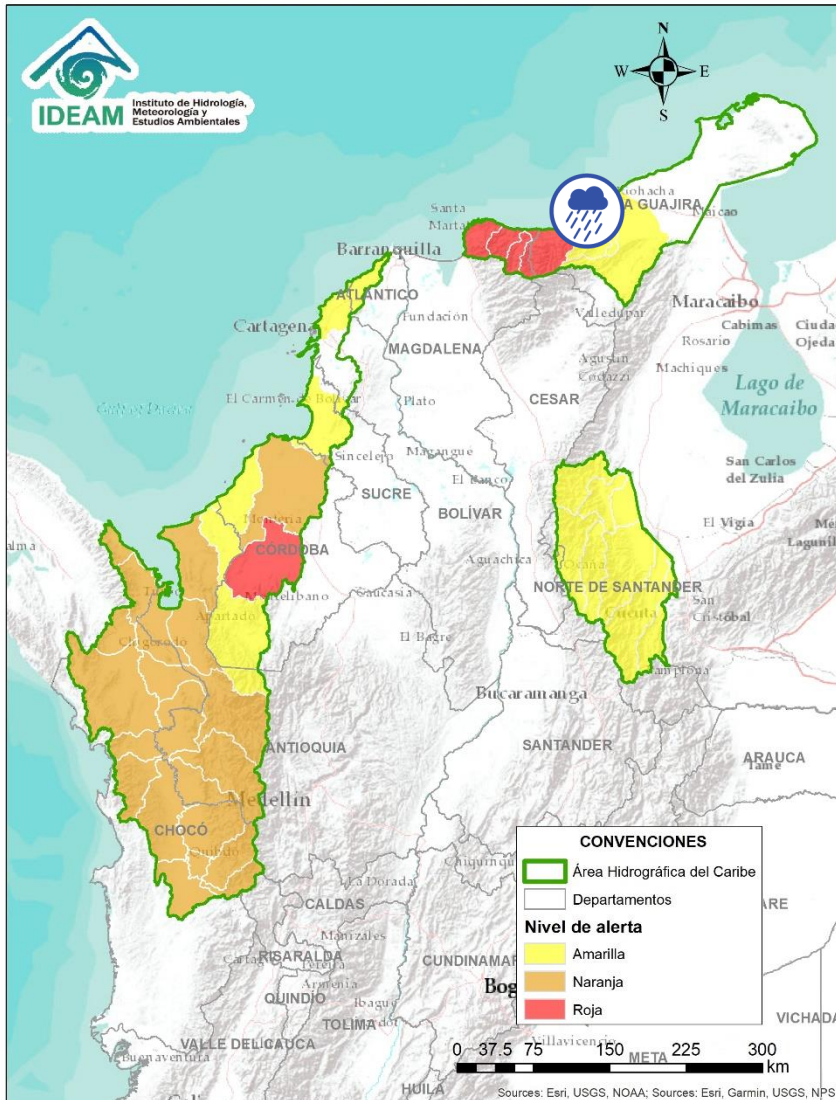 IDEAM
Instituto de Hidrología,
Meteorología y
Estudios Ambientales
N
W
E
S
Santa
Marta
LA GUAJIRA
Maicao
Barranquilla
ATLÁNTICO
Cartagena
Fundación
Valledupar
Maracaibo
Cabimas
Ciudad
Ojeda
Rosario
MAGDALENA
Agustín
Codazzi
Machiques
Lago de
Maracaibo
El Carmen de Bolívar
Plato
CESAR
Sincelejo
Magangué
San Carlos
del Zulia
SUCRE
El Banco
BOLÍVAR
El Vigía
Montería
CÓRDOBA
Aguachica
Ocaña
NORTE DE SANTANDER
Montelíbano
Caucasia
San
Cristóbal
Cúcuta
Turbo
Apartadó
Chigorodó
El Bagre
Pamplona
Bucaramanga
ANTIOQUIA
SANTANDER
ARAUCA
Tame
Medellín
CHOCÓ
Quibdó
La Dorada
CALDAS
Manizales
RISARALDA
Pereira
Armenia
QUINDÍO
Ibagué
TOLIMA
CUNDINAMAR
Bog
VICHADA
VALLE DEL CAUCA
Buenaventura
Villavicencio
META
HUILA
CONVENCIONES
Área Hidrográfica del Caribe
Departamentos
Nivel de alerta
Amarilla
Naranja
Roja
0 37.5 75 150 225 300
km
Sources: Esri, USGS, NOAA; Sources: Esri, Garmin, USGS, NPS